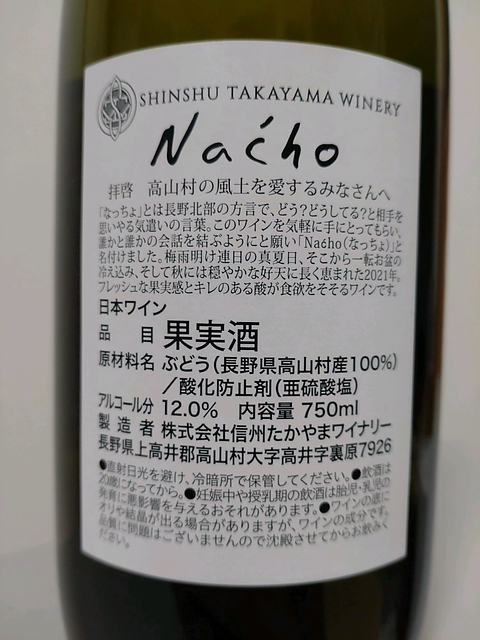 SHINSHU TAKAYAMA WINERY
Naćho
拝啓 高山村の風土を愛するみなさんへ
「なっちょ」とは長野北部の方言で、どう?どうしてる?と相手を
思いやる気遣いの言葉。このワインを気軽に手にとってもらい、
誰かと誰かの会話を結ぶようにと願い「Naćho(なっちょ)」と
名付けました。梅雨明け連日の真夏日、そこから一転お盆の
冷え込み、そして秋には穏やかな好天に長く恵まれた2021年。
フレッシュな果実感とキレのある酸が食欲をそそるワインです。
日本ワイン
品目 果実酒
原材料名 ぶどう(長野県高山村産100%)
/酸化防止剤(亜硫酸塩)
アルコール分 12.0% 内容量 750ml
製造者 株式会社信州たかやまワイナリー
長野県上高井郡高山村大字高井字裏原7926
●直射日光を避け、冷暗所で保管してください。●飲酒は
20歳になってから。●妊娠中や授乳期の飲酒は胎児・乳児の
発育に悪影響を与えるおそれがあります。●ワインの底に
オリや結晶が出る場合がありますが、ワインの成分です。
品質に問題はございませんので沈殿させてからお飲みく
ださい。